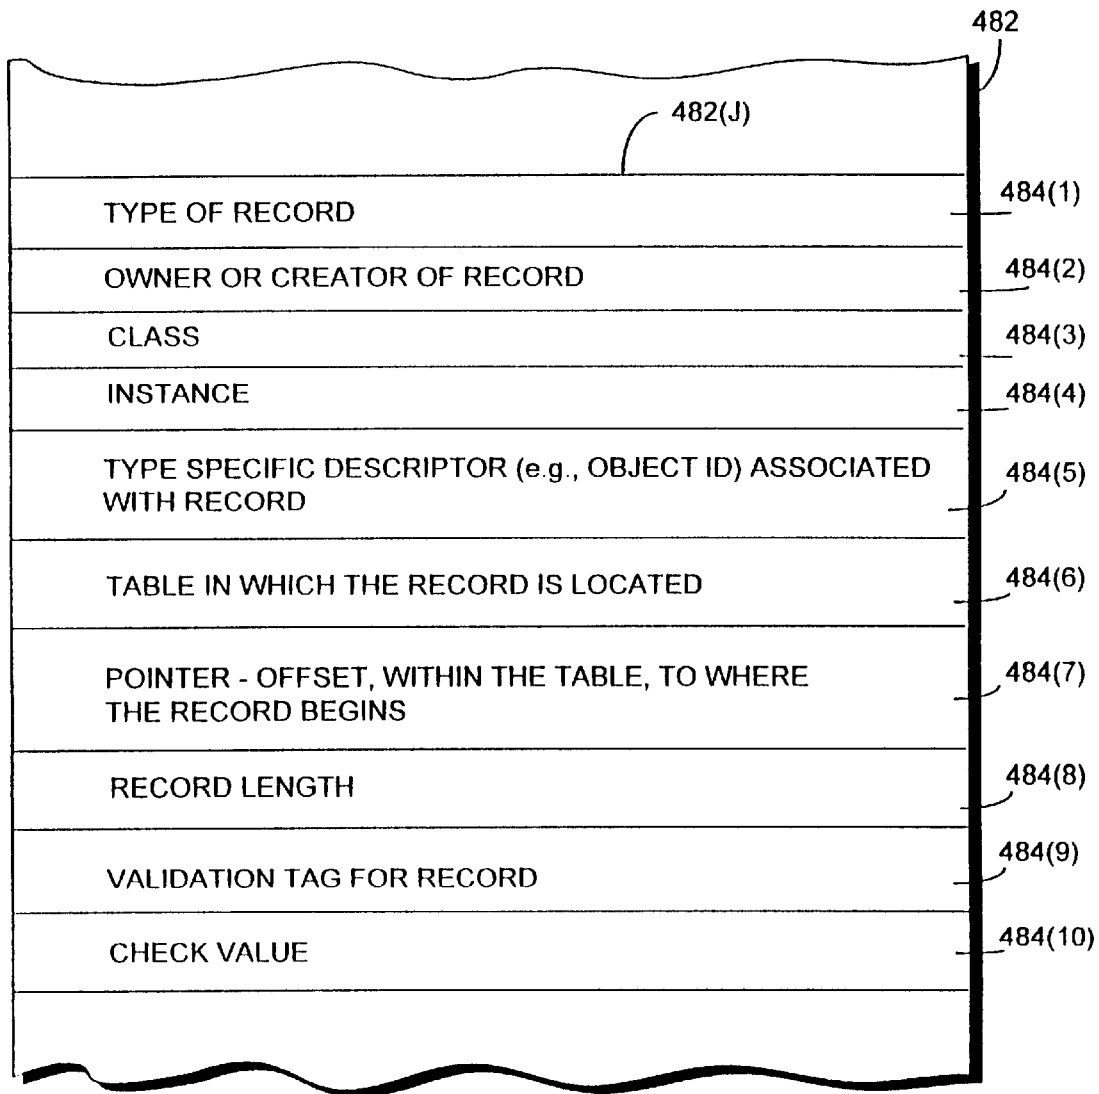 482
482(J)
TYPE OF RECORD 484(1)
OWNER OR CREATOR OF RECORD 484(2)
CLASS 484(3)
INSTANCE 484(4)
TYPE SPECIFIC DESCRIPTOR (e.g., OBJECT ID) ASSOCIATED
WITH RECORD 484(5)
TABLE IN WHICH THE RECORD IS LOCATED 484(6)
POINTER - OFFSET, WITHIN THE TABLE, TO WHERE 484(7)
THE RECORD BEGINS
RECORD LENGTH 484(8)
VALIDATION TAG FOR RECORD 484(9)
CHECK VALUE 484(10)